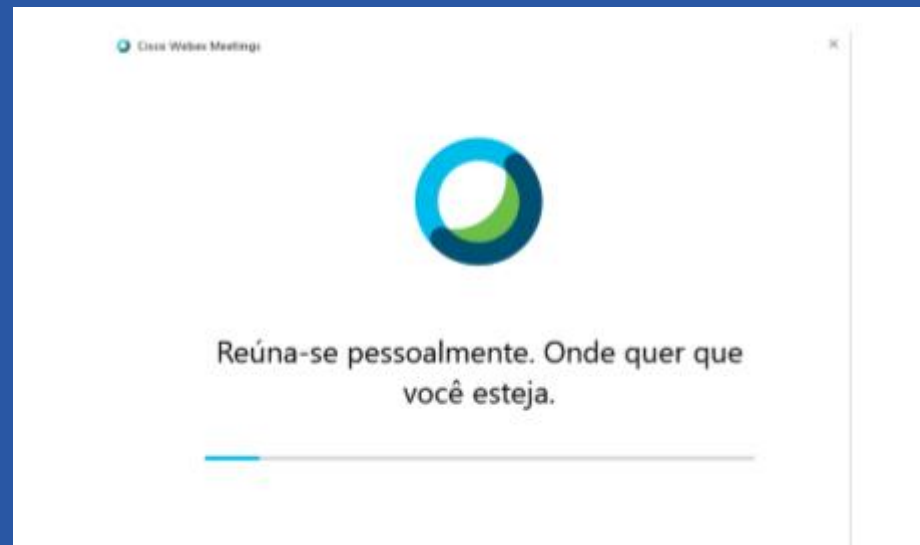 Cisco Webex Meetings
Reúna-se pessoalmente. Onde quer que
você esteja.